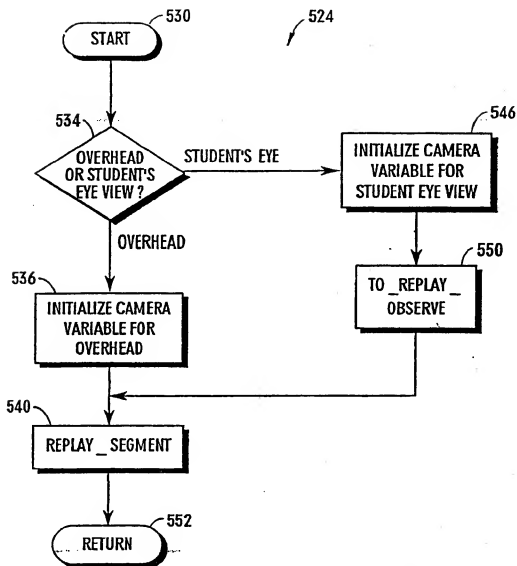 530
START
524
534
OVERHEAD
OR STUDENT'S
EYE VIEW ?
STUDENT'S EYE
546
INITIALIZE CAMERA
VARIABLE FOR
STUDENT EYE VIEW
OVERHEAD
550
TO _REPLAY_
OBSERVE
536
INITIALIZE CAMERA
VARIABLE FOR
OVERHEAD
540
REPLAY _ SEGMENT
552
RETURN